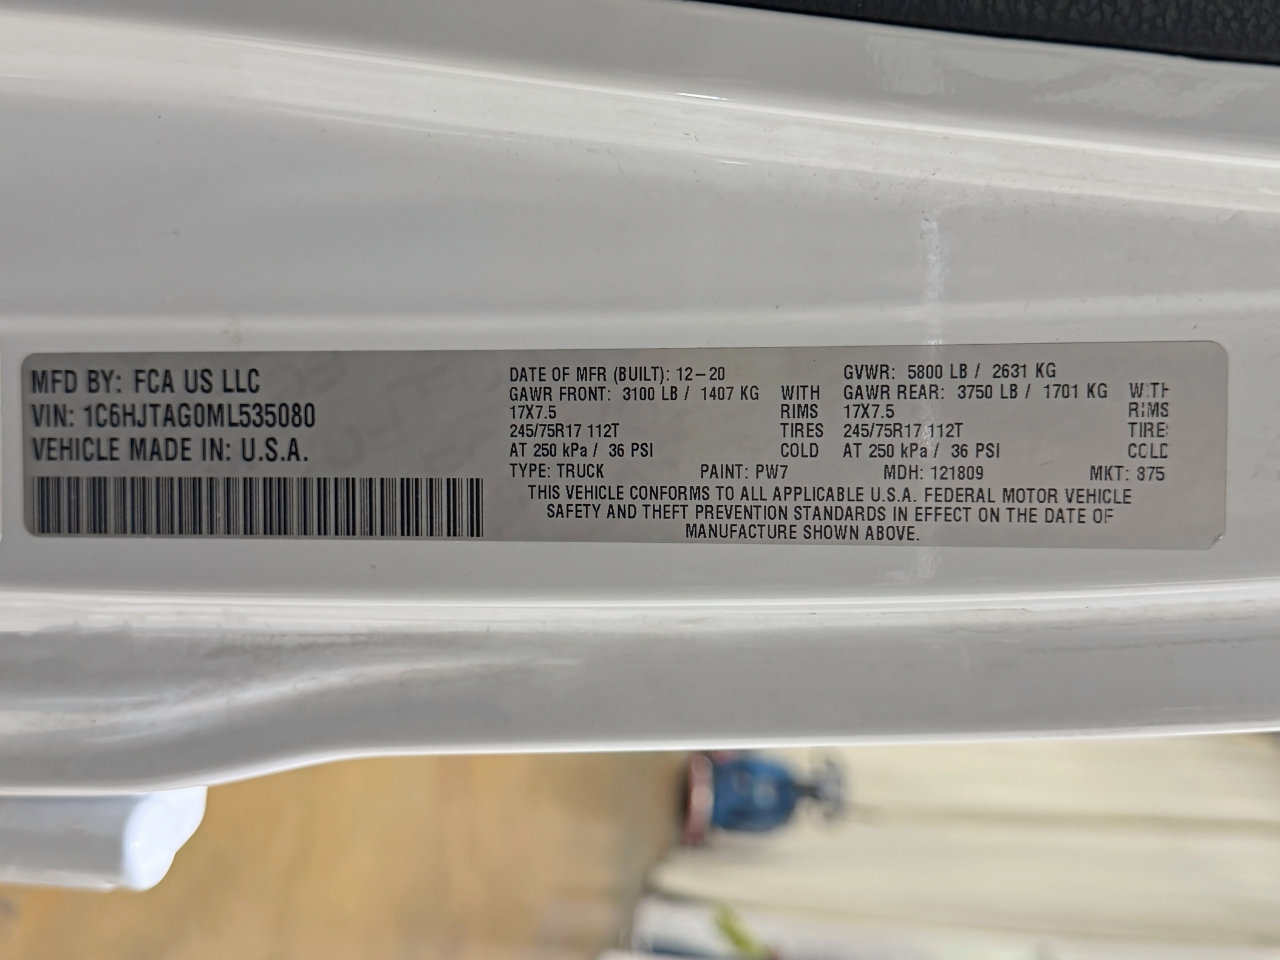 MFD BY: FCA US LLC
VIN: 1C6HJTAG0ML535080
VEHICLE MADE IN: U.S.A.
DATE OF MFR (BUILT): 12-20
GAWR FRONT: 3100 LB / 1407 KG WITH
17X7.5 RIMS
245/75R17 112T TIRES
AT 250 kPa / 36 PSI COLD
GVWR: 5800 LB / 2631 KG
GAWR REAR: 3750 LB / 1701 KG WITH
17X7.5 RIMS
245/75R17 112T TIRES
AT 250 kPa / 36 PSI COLD
TYPE: TRUCK PAINT: PW7 MDH: 121809 MKT: 375
THIS VEHICLE CONFORMS TO ALL APPLICABLE U.S.A. FEDERAL MOTOR VEHICLE
SAFETY AND THEFT PREVENTION STANDARDS IN EFFECT ON THE DATE OF
MANUFACTURE SHOWN ABOVE.